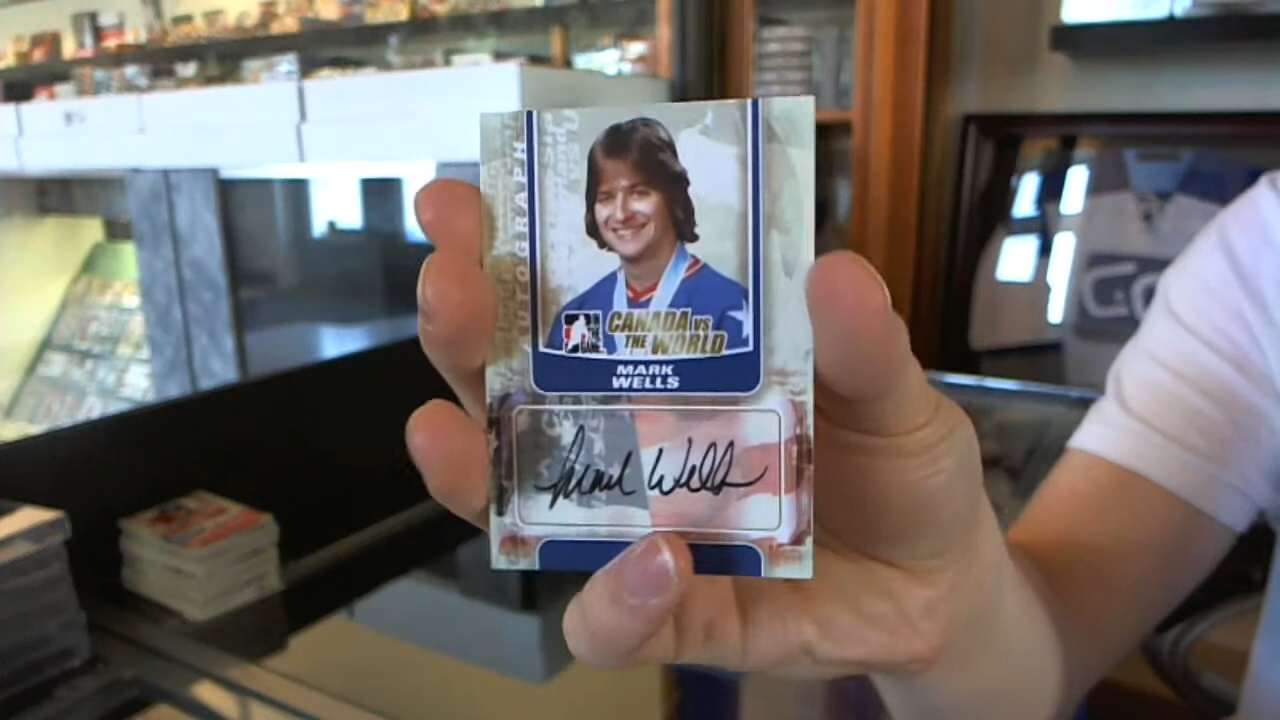 AUTOGRAPH
CANADA VS
THE WORLD
MARK
WELLS
Mark Wells